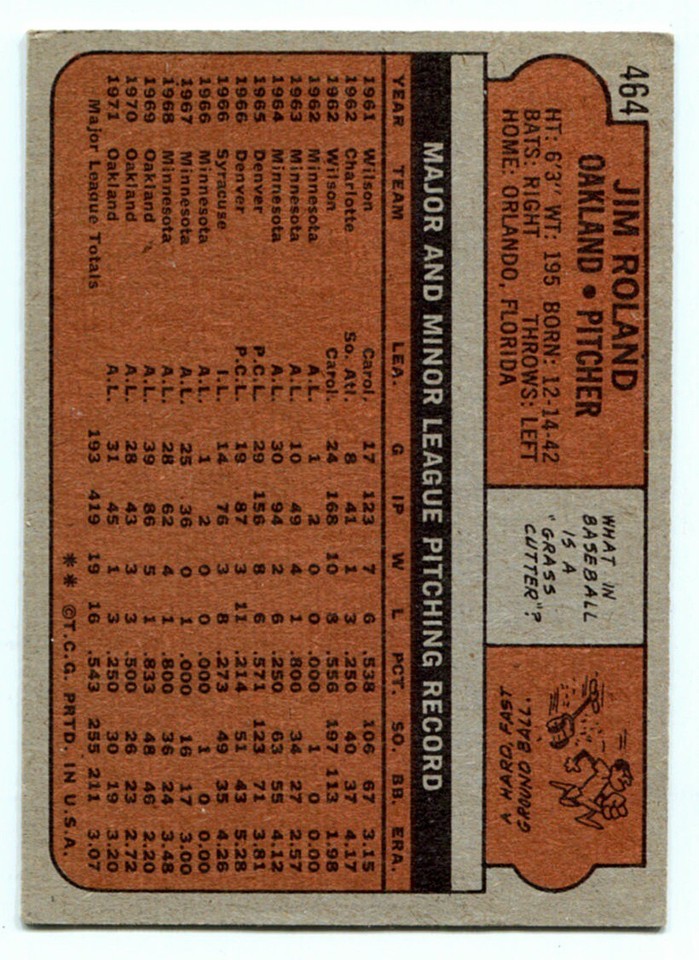 464
JIM ROLAND
OAKLAND • PITCHER
HT: 6'3" WT: 195 BORN: 12-14-42
BATS: RIGHT THROWS: LEFT
HOME: ORLANDO, FLORIDA
WHAT IN
BASEBALL
IS A
"GRASS
CUTTER"?
A HARD, FAST
GROUND BALL.
MAJOR AND MINOR LEAGUE PITCHING RECORD
YEAR TEAM LEA. G IP W L PCT. SO. BB. ERA.
1961 Wilson Carol. 17 123 7 6 .538 106 67 3.15
1962 Charlotte So. Atl. 8 41 1 3 .250 40 37 4.17
1962 Wilson Carol. 24 168 10 8 .556 197 113 1.98
1962 Minnesota A.L. 1 2 0 0 .000 1 0 0.00
1963 Minnesota A.L. 10 49 4 1 .800 34 27 2.57
1964 Minnesota A.L. 30 94 2 6 .250 63 55 4.12
1965 Denver P.C.L. 29 156 8 6 .571 123 71 3.81
1966 Denver P.C.L. 19 87 3 11 .214 51 43 5.28
1966 Syracuse I.L. 14 76 3 8 .273 49 35 4.26
1966 Minnesota A.L. 1 2 0 0 .000 1 0 0.00
1967 Minnesota A.L. 25 36 0 1 .000 16 17 3.00
1968 Minnesota A.L. 28 62 4 1 .800 24 24 3.48
1969 Oakland A.L. 39 86 5 1 .833 48 46 2.20
1970 Oakland A.L. 28 43 3 3 .500 26 23 2.72
1971 Oakland A.L. 31 45 1 3 .250 30 19 3.20
Major League Totals 193 419 19 16 .543 255 211 3.07
** ©T.C.G. PRTD. IN U.S.A.